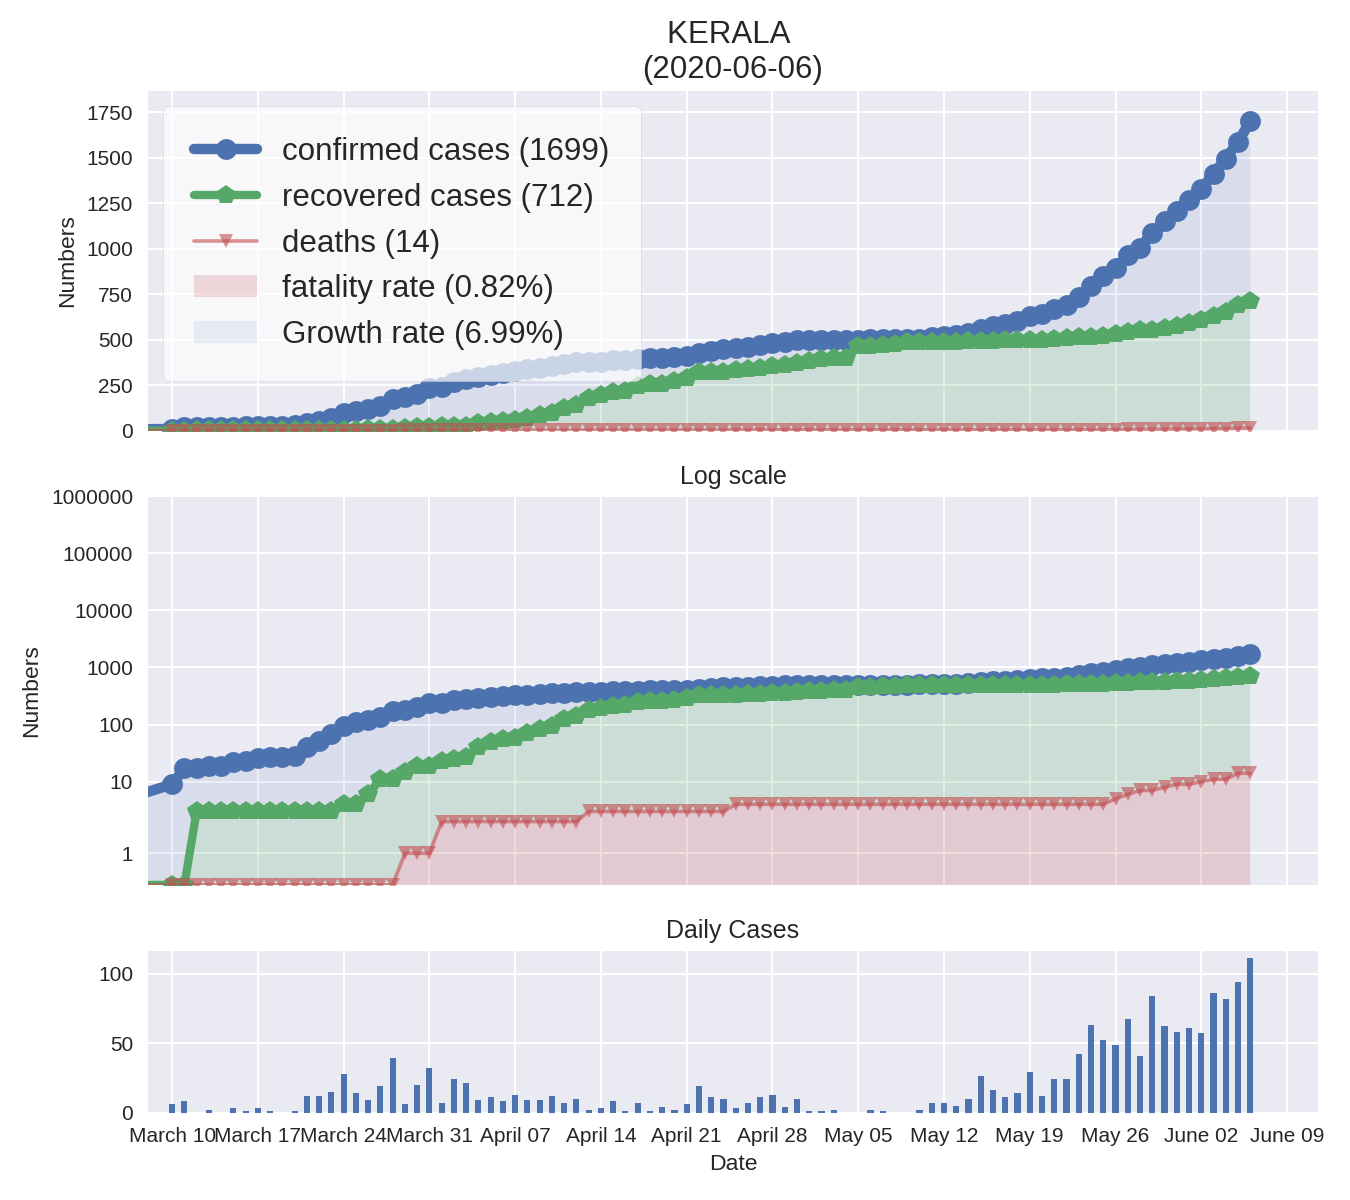 KERALA
(2020-06-06)
1750
1500
1250
1000
750
500
250
0
Numbers
confirmed cases (1699)
recovered cases (712)
deaths (14)
fatality rate (0.82%)
Growth rate (6.99%)
Log scale
1000000
100000
10000
1000
100
10
1
Numbers
Daily Cases
100
50
0
March 10 March 17 March 24 March 31 April 07 April 14 April 21 April 28 May 05 May 12 May 19 May 26 June 02 June 09
Date